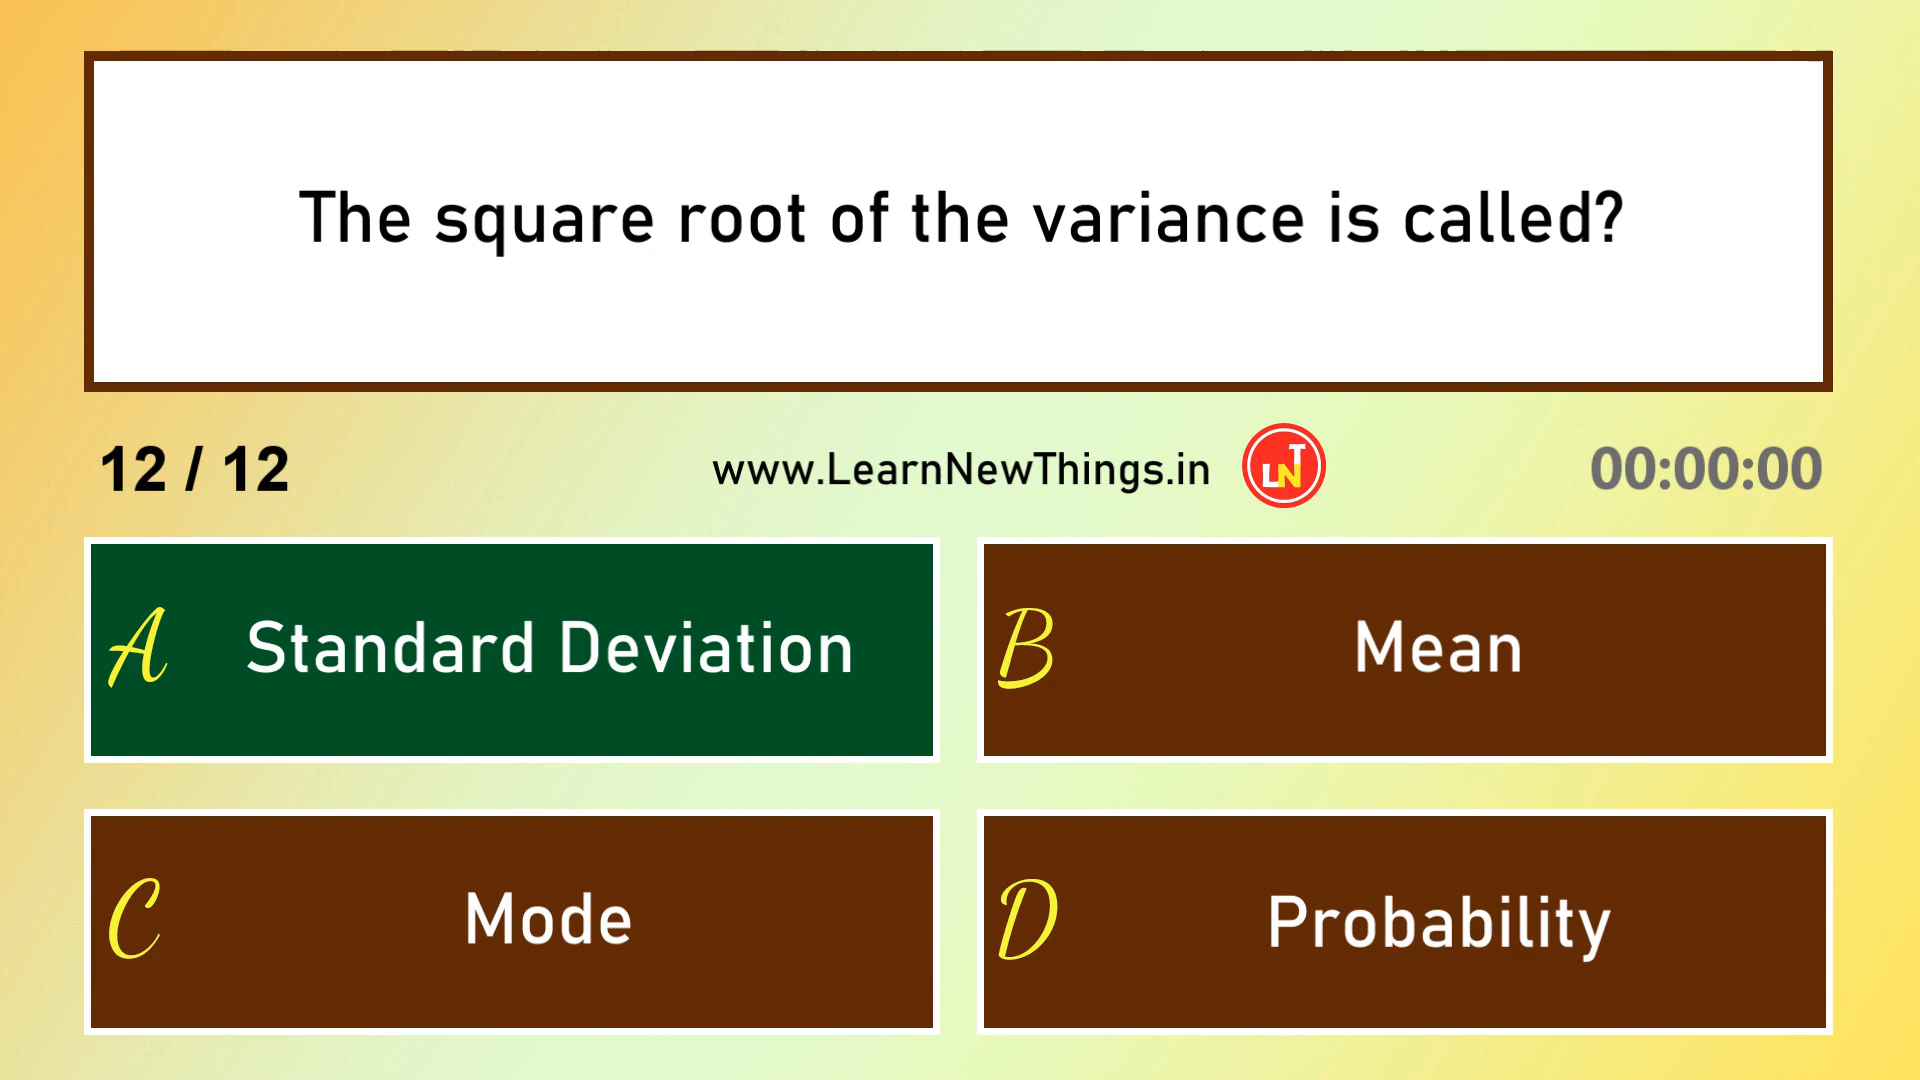 The square root of the variance is called?
12 / 12
www.LearnNewThings.in
LNT
00:00:00
A Standard Deviation
B Mean
C Mode
D Probability